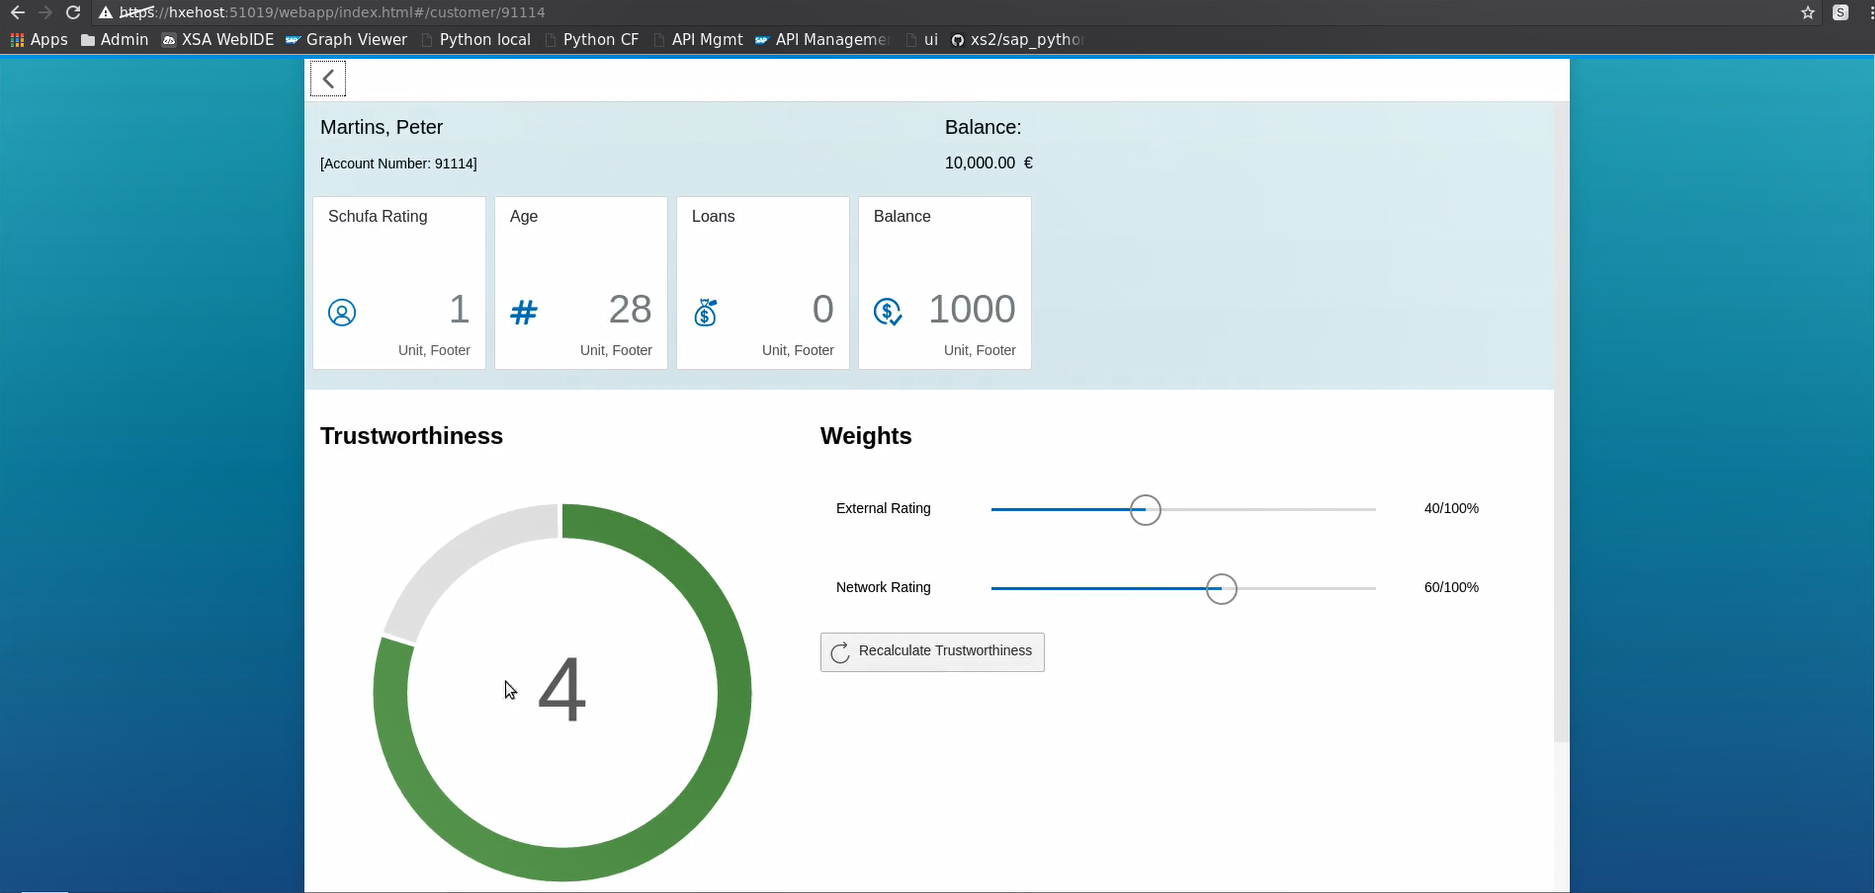 https://hxehost:51019/webapp/index.html#/customer/91114
S
Apps Admin XSA WebIDE SAP Graph Viewer Python local Python CF API Mgmt SAP API Manageme ui xs2/sap_pytho
Martins, Peter Balance:
[Account Number: 91114] 10,000.00 €
Schufa Rating Age Loans Balance
1 # 28 $ 0 $ 1000
Unit, Footer Unit, Footer Unit, Footer Unit, Footer
Trustworthiness Weights
External Rating 40/100%
Network Rating 60/100%
Recalculate Trustworthiness
4